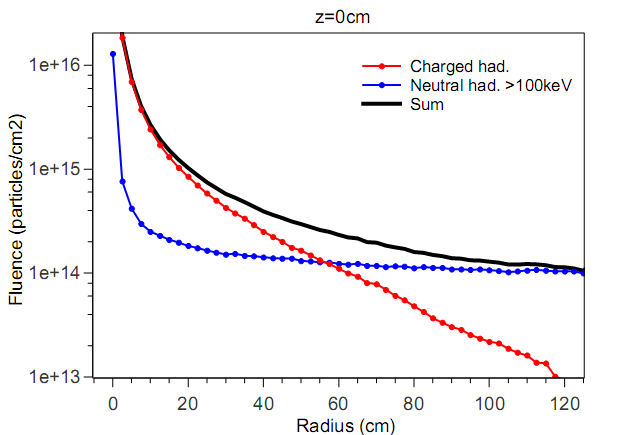 z=0cm
1e+16
1e+15
1e+14
1e+13
Fluence (particles/cm2)
Charged had.
Neutral had. >100keV
Sum
0 20 40 60 80 100 120
Radius (cm)